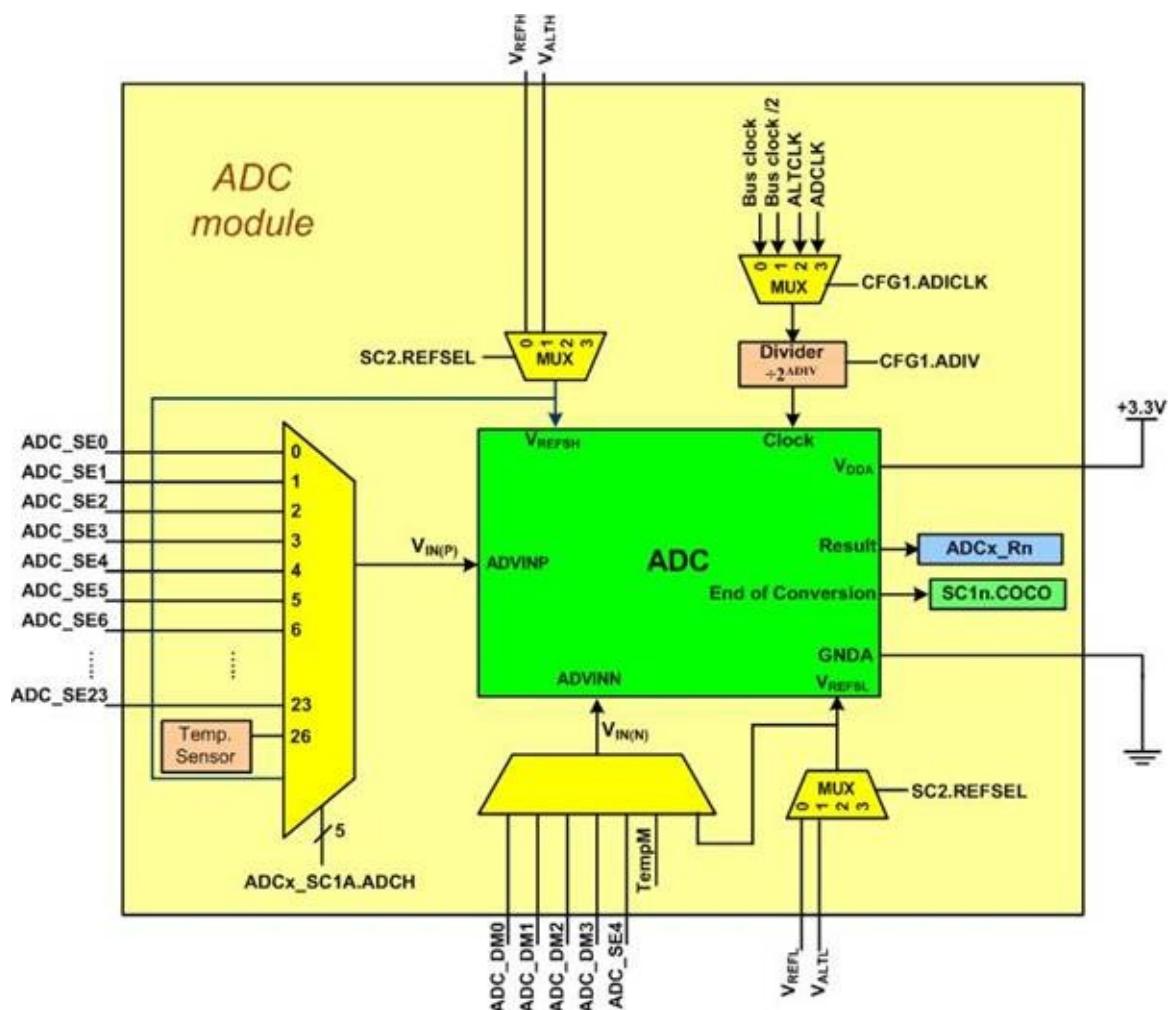 VREFH
VALTH
ADC
module
Bus clock
Bus clock /2
ALTCLK
ADCLK
0 1 2 3
MUX
CFG1.ADICLK
0 1 2 3
MUX
SC2.REFSEL
Divider
÷2^ADIV
CFG1.ADIV
+3.3V
VREFSH
Clock
VDDA
ADC_SE0
0
ADC_SE1
1
ADC_SE2
2
ADC_SE3
3
ADC_SE4
4
ADC_SE5
5
ADC_SE6
6
......
......
ADC_SE23
23
Temp.
Sensor
26
5
ADCx_SC1A.ADCH
VIN(P)
ADVINP
ADC
Result
ADCx_Rn
End of Conversion
SC1n.COCO
GNDA
ADVINN
VREFSL
VIN(N)
MUX
0 1 2 3
SC2.REFSEL
TempM
ADC_DM0
ADC_DM1
ADC_DM2
ADC_DM3
ADC_SE4
VREFL
VALTL